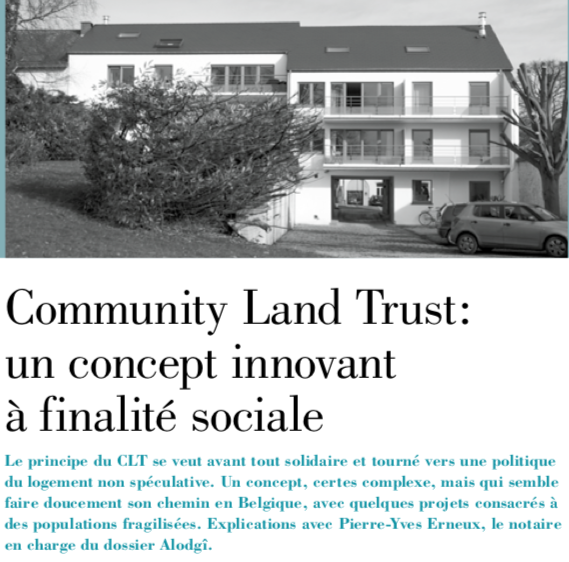 Community Land Trust:
un concept innovant
à finalité sociale
Le principe du CLT se veut avant tout solidaire et tourné vers une politique
du logement non spéculative. Un concept, certes complexe, mais qui semble
faire doucement son chemin en Belgique, avec quelques projets consacrés à
des populations fragilisées. Explications avec Pierre-Yves Erneux, le notaire
en charge du dossier Alodgî.